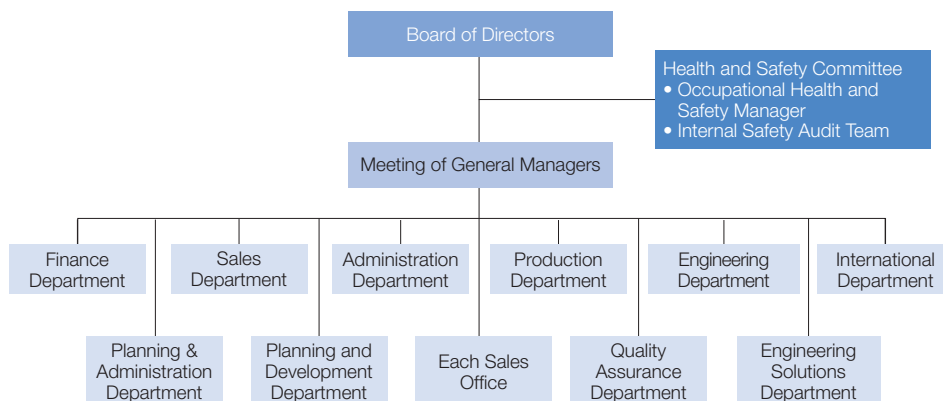 Board of Directors
Health and Safety Committee
• Occupational Health and
Safety Manager
• Internal Safety Audit Team
Meeting of General Managers
Finance
Department
Sales
Department
Administration
Department
Production
Department
Engineering
Department
International
Department
Planning &
Administration
Department
Planning and
Development
Department
Each Sales
Office
Quality
Assurance
Department
Engineering
Solutions
Department